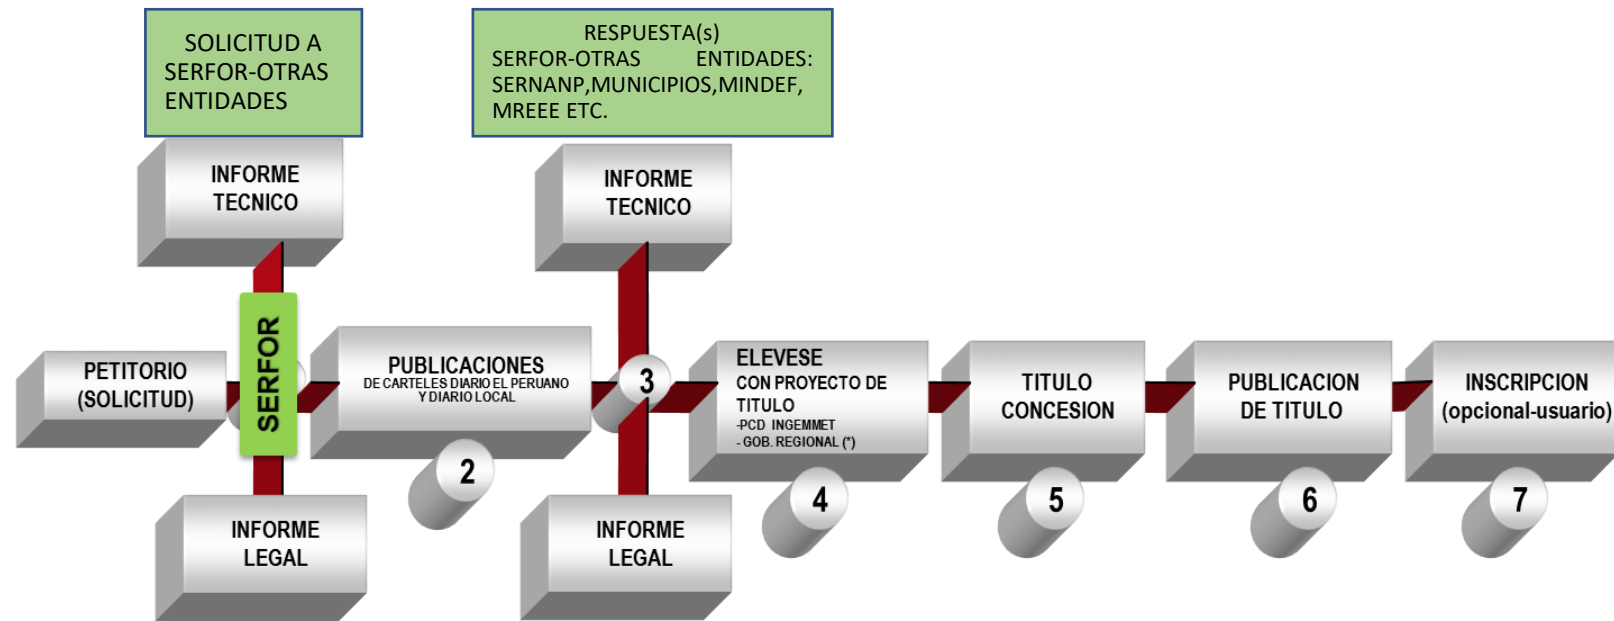 SOLICITUD A
SERFOR-OTRAS
ENTIDADES
RESPUESTA(s)
SERFOR-OTRAS ENTIDADES:
SERNANP,MUNICIPIOS,MINDEF,
MREEE ETC.
INFORME
TECNICO
INFORME
TECNICO
PETITORIO
(SOLICITUD)
SERFOR
PUBLICACIONES
DE CARTELES DIARIO EL PERUANO
Y DIARIO LOCAL
2
3
ELEVESE
CON PROYECTO DE
TITULO
-PCD INGEMMET
- GOB. REGIONAL (*)
4
TITULO
CONCESION
5
PUBLICACION
DE TITULO
6
INSCRIPCION
(opcional-usuario)
7
INFORME
LEGAL
INFORME
LEGAL